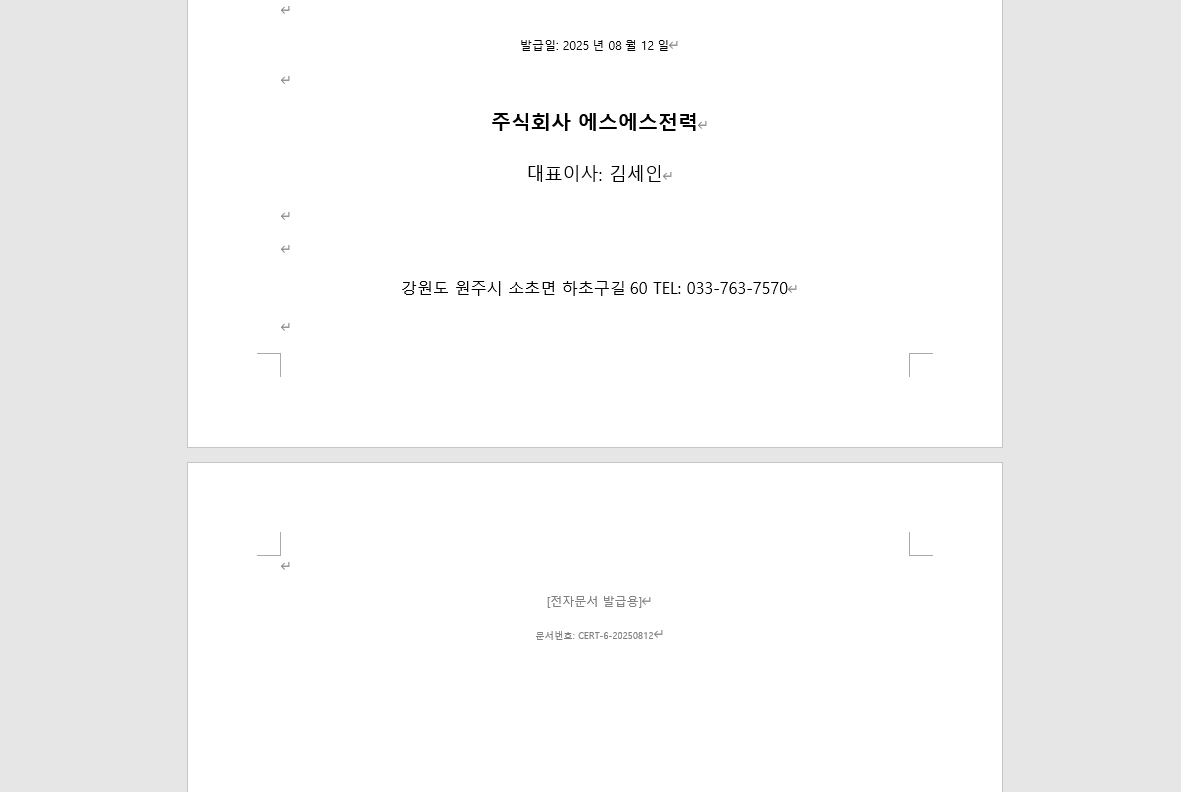 발급일: 2025 년 08 월 12 일
주식회사 에스에스전력
대표이사: 김세인
강원도 원주시 소초면 하초구길 60 TEL: 033-763-7570
[전자문서 발급용]
문서번호: CERT-6-20250812